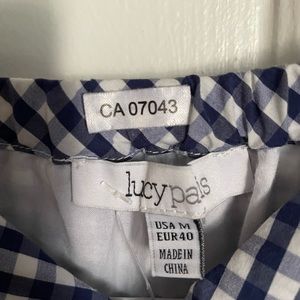 CA 07043
lucy paris
USA M
EUR 40
MADE IN
CHINA